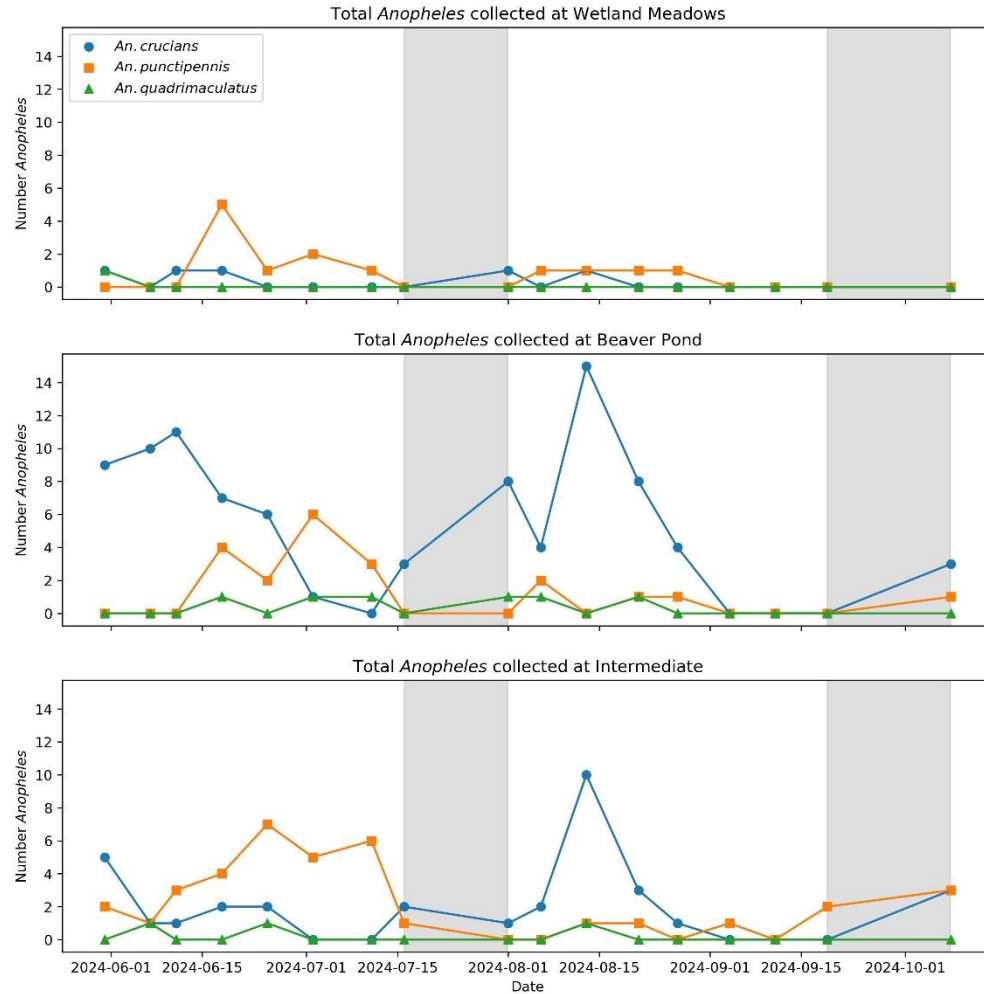 Total Anopheles collected at Wetland Meadows
14
12
10
8
6
4
2
0
Number Anopheles
An. crucians
An. punctipennis
An. quadrimaculatus
Total Anopheles collected at Beaver Pond
14
12
10
8
6
4
2
0
Number Anopheles
Total Anopheles collected at Intermediate
14
12
10
8
6
4
2
0
Number Anopheles
2024-06-01 2024-06-15 2024-07-01 2024-07-15 2024-08-01 2024-08-15 2024-09-01 2024-09-15 2024-10-01
Date